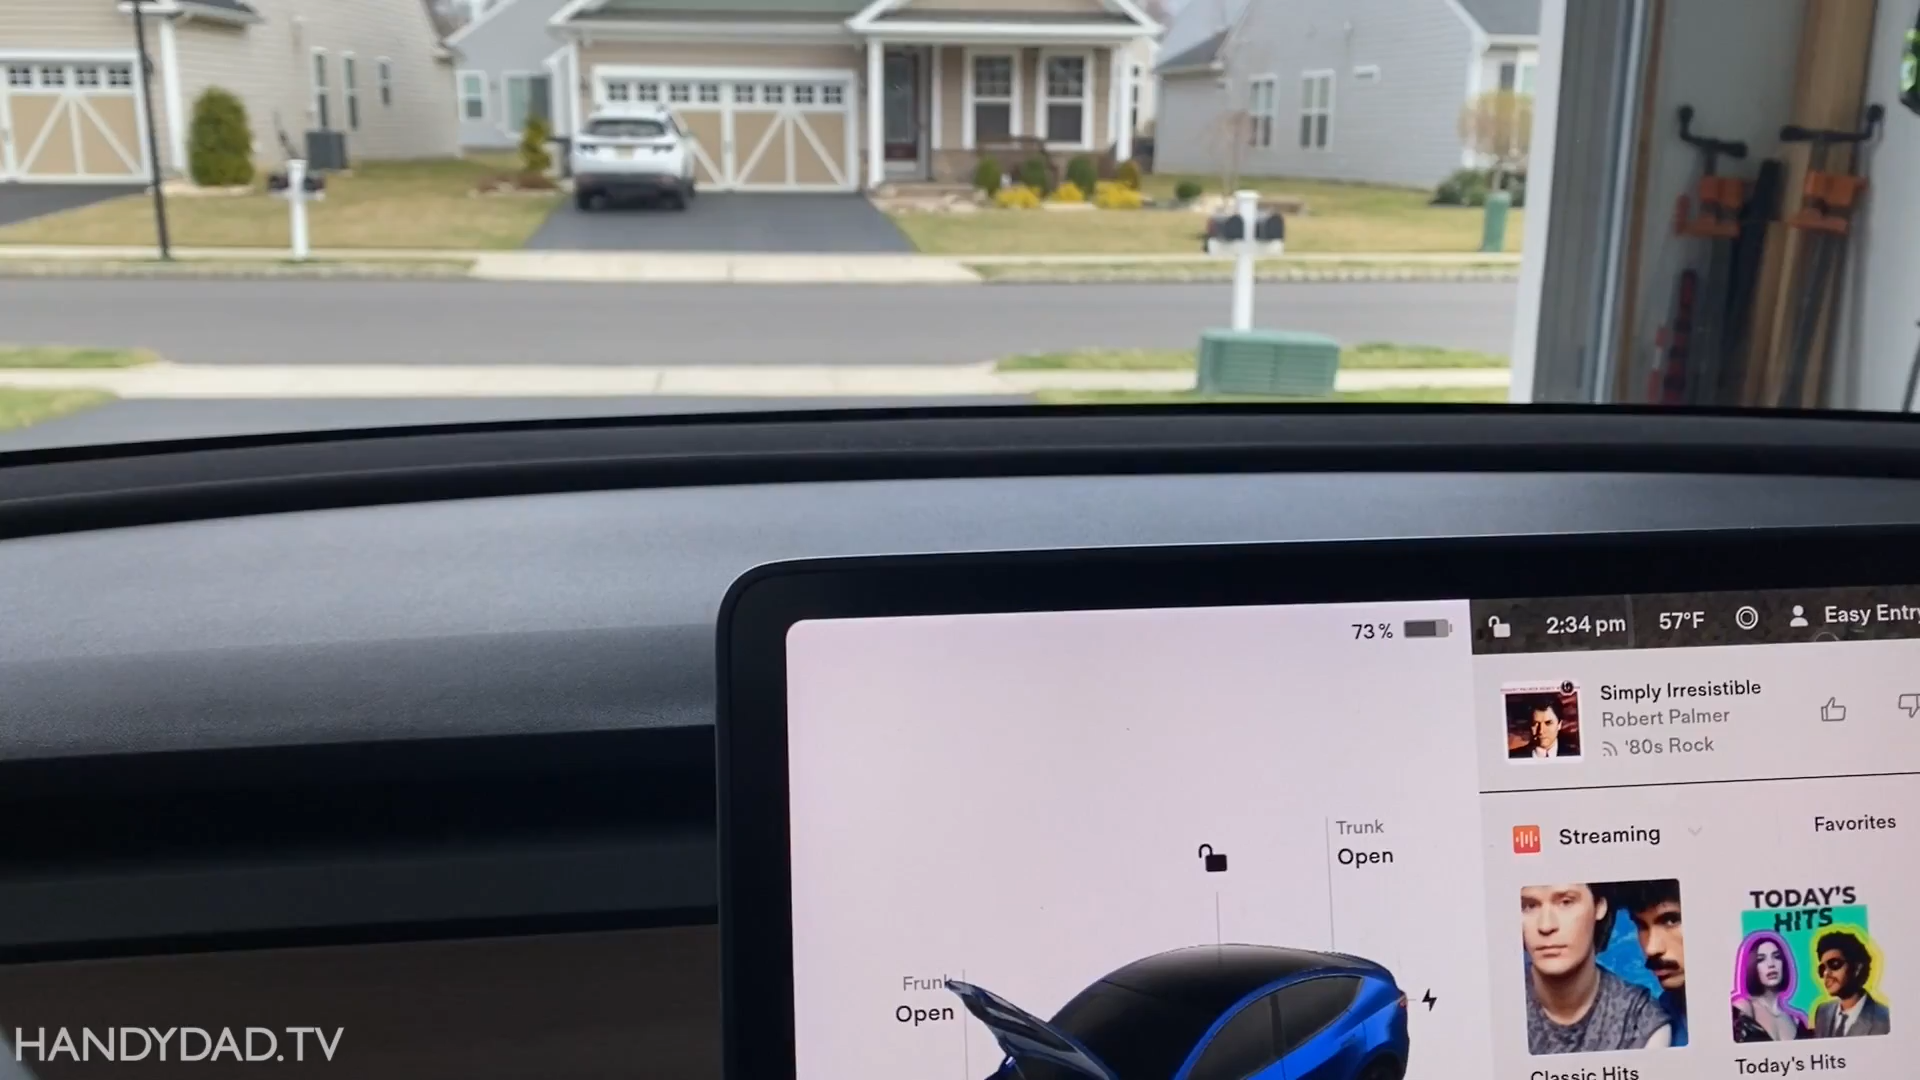 73%
2:34 pm
57°F
Easy Entry
Simply Irresistible
Robert Palmer
'80s Rock
Streaming
Favorites
Trunk
Open
Frunk
Open
TODAY'S
HITS
Classic Hits
Today's Hits
HANDYDAD.TV